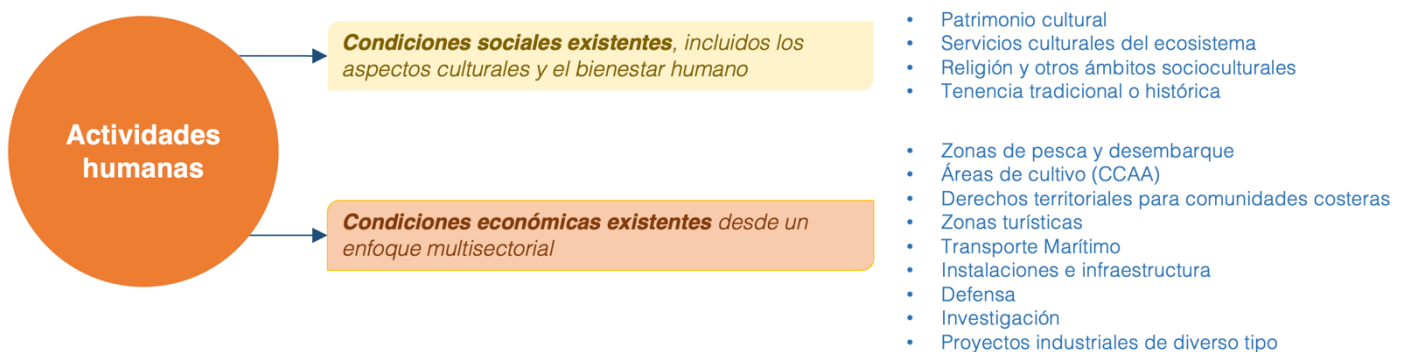 Actividades
humanas
Condiciones sociales existentes, incluidos los
aspectos culturales y el bienestar humano
• Patrimonio cultural
• Servicios culturales del ecosistema
• Religión y otros ámbitos socioculturales
• Tenencia tradicional o histórica
Condiciones económicas existentes desde un
enfoque multisectorial
• Zonas de pesca y desembarque
• Áreas de cultivo (CCAA)
• Derechos territoriales para comunidades costeras
• Zonas turísticas
• Transporte Marítimo
• Instalaciones e infraestructura
• Defensa
• Investigación
• Proyectos industriales de diverso tipo